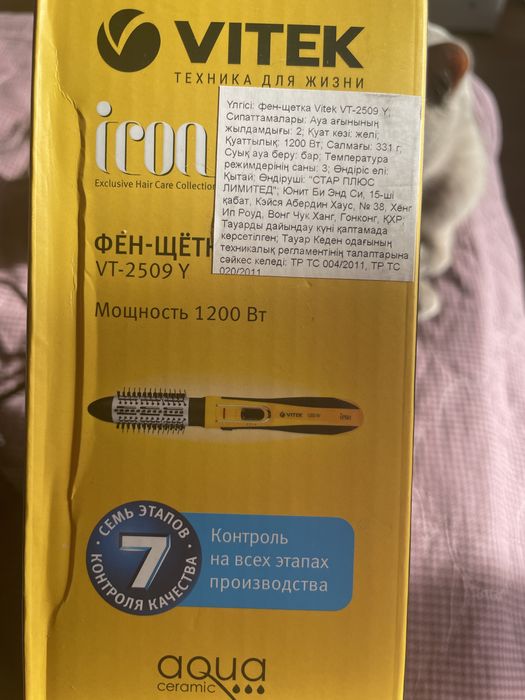 VITEK
ТЕХНИКА ДЛЯ ЖИЗНИ
iron
Exclusive Hair Care Collection
Үлгісі: фен-щетка Vitek VT-2509 Y;
Сипаттамалары: Ауа ағынының
жылдамдығы: 2; Қуат көзі: желі;
Қуаттылық: 1200 Вт; Салмағы: 331 г;
Суық ауа беру: бар; Температура
режимдерінің саны: 3; Өндіріс елі:
Қытай; Өндіруші: "СТАР ПЛЮС
ЛИМИТЕД", Юнит Би Энд Си, 15-ші
қабат, Кэйся Абердин Хаус, № 38, Хенг
Ип Роуд, Вонг Чук Ханг, Гонконг, ҚХР;
Тауарды дайындау күні қаптамада
көрсетілген; Тауар Кеден одағының
техникалық регламентінің талаптарына
сәйкес келеді: ТР ТС 004/2011, ТР ТС
020/2011
ФЕН-ЩЁТК
VT-2509 Y
Мощность 1200 Вт
VITEK 1200 W iron
СЕМЬ ЭТАПОВ
7
КОНТРОЛЯ КАЧЕСТВА
Контроль
на всех этапах
производства
aqua
ceramic